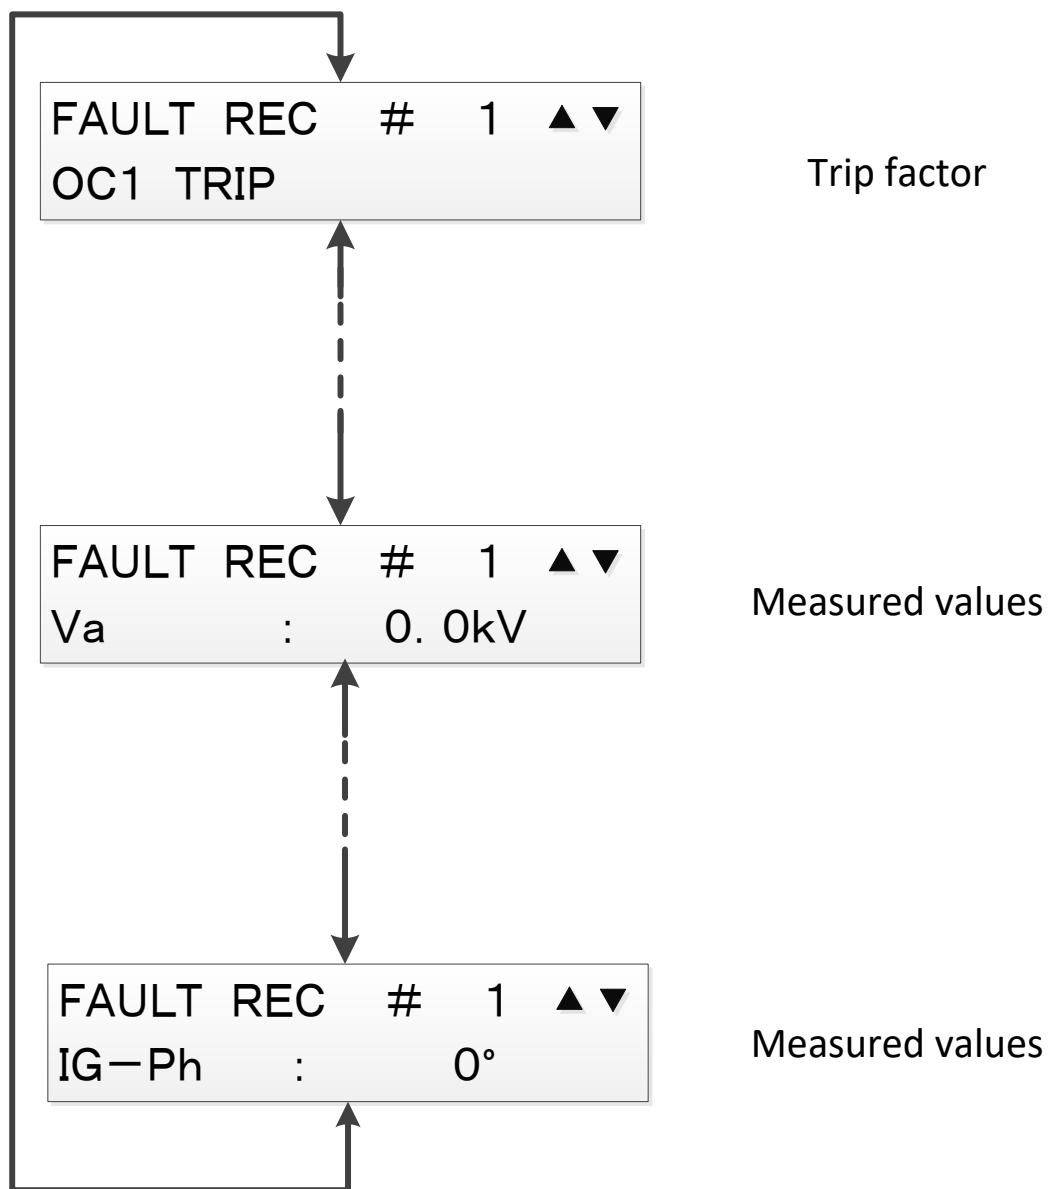 FAULT REC # 1 ▲ ▼
OC1 TRIP
Trip factor
FAULT REC # 1 ▲ ▼
Va : 0. 0kV
Measured values
FAULT REC # 1 ▲ ▼
IG－Ph : 0°
Measured values